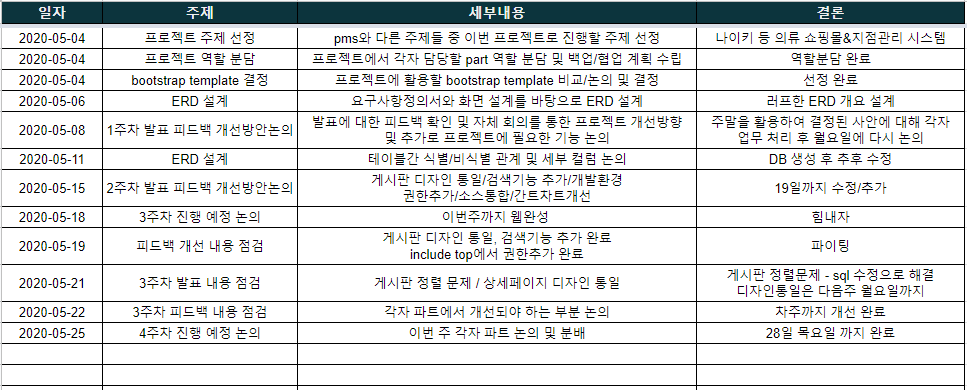 일자 주제 세부내용 결론
2020-05-04 프로젝트 주제 선정 pms와 다른 주제들 중 이번 프로젝트로 진행할 주제 선정 나이키 등 의류 쇼핑몰&지점관리 시스템
2020-05-04 프로젝트 역할 분담 프로젝트에서 각자 담당할 part 역할 분담 및 백업/협업 계획 수립 역할분담 완료
2020-05-04 bootstrap template 결정 프로젝트에 활용할 bootstrap template 비교/논의 및 결정 선정 완료
2020-05-06 ERD 설계 요구사항정의서와 화면 설계를 바탕으로 ERD 설계 러프한 ERD 개요 설계
2020-05-08 1주차 발표 피드백 개선방안논의 발표에 대한 피드백 확인 및 자체 회의를 통한 프로젝트 개선방향 주말을 활용하여 결정된 사안에 대해 각자
및 추가로 프로젝트에 필요한 기능 논의 업무 처리 후 월요일에 다시 논의
2020-05-11 ERD 설계 테이블간 식별/비식별 관계 및 세부 컬럼 논의 DB 생성 후 추후 수정
2020-05-15 2주차 발표 피드백 개선방안논의 게시판 디자인 통일/검색기능 추가/개발환경 19일까지 수정/추가
권한추가/소스통합/간트차트개선
2020-05-18 3주차 진행 예정 논의 이번주까지 웹완성 힘내자
2020-05-19 피드백 개선 내용 점검 게시판 디자인 통일, 검색기능 추가 완료 파이팅
include top에서 권한추가 완료
2020-05-21 3주차 발표 내용 점검 게시판 정렬 문제 / 상세페이지 디자인 통일 게시판 정렬문제 - sql 수정으로 해결
디자인통일은 다음주 월요일까지
2020-05-22 3주차 피드백 내용 점검 각자 파트에서 개선되야 하는 부분 논의 차주까지 개선 완료
2020-05-25 4주차 진행 예정 논의 이번 주 각자 파트 논의 및 분배 28일 목요일 까지 완료